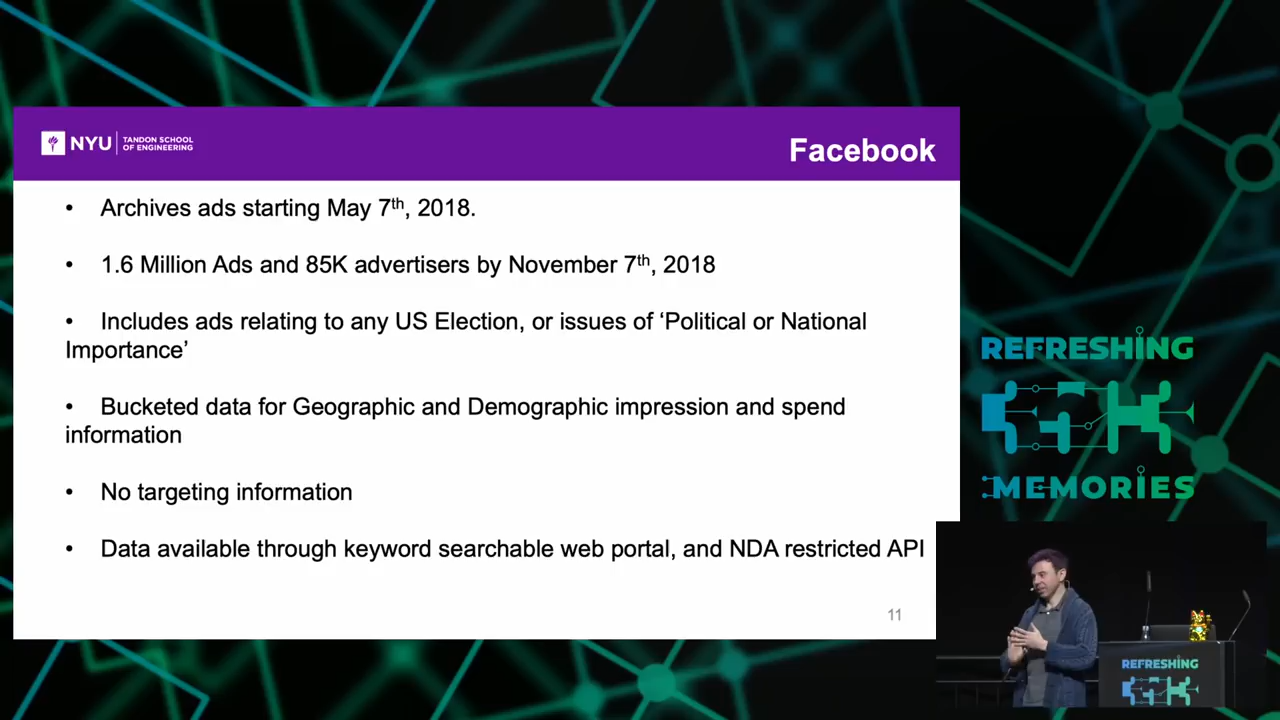 NYU TANDON SCHOOL
OF ENGINEERING
Facebook
• Archives ads starting May 7th, 2018.
• 1.6 Million Ads and 85K advertisers by November 7th, 2018
• Includes ads relating to any US Election, or issues of ‘Political or National
Importance’
• Bucketed data for Geographic and Demographic impression and spend
information
• No targeting information
• Data available through keyword searchable web portal, and NDA restricted API
11
REFRESHING
MEMORIES
REFRESHING